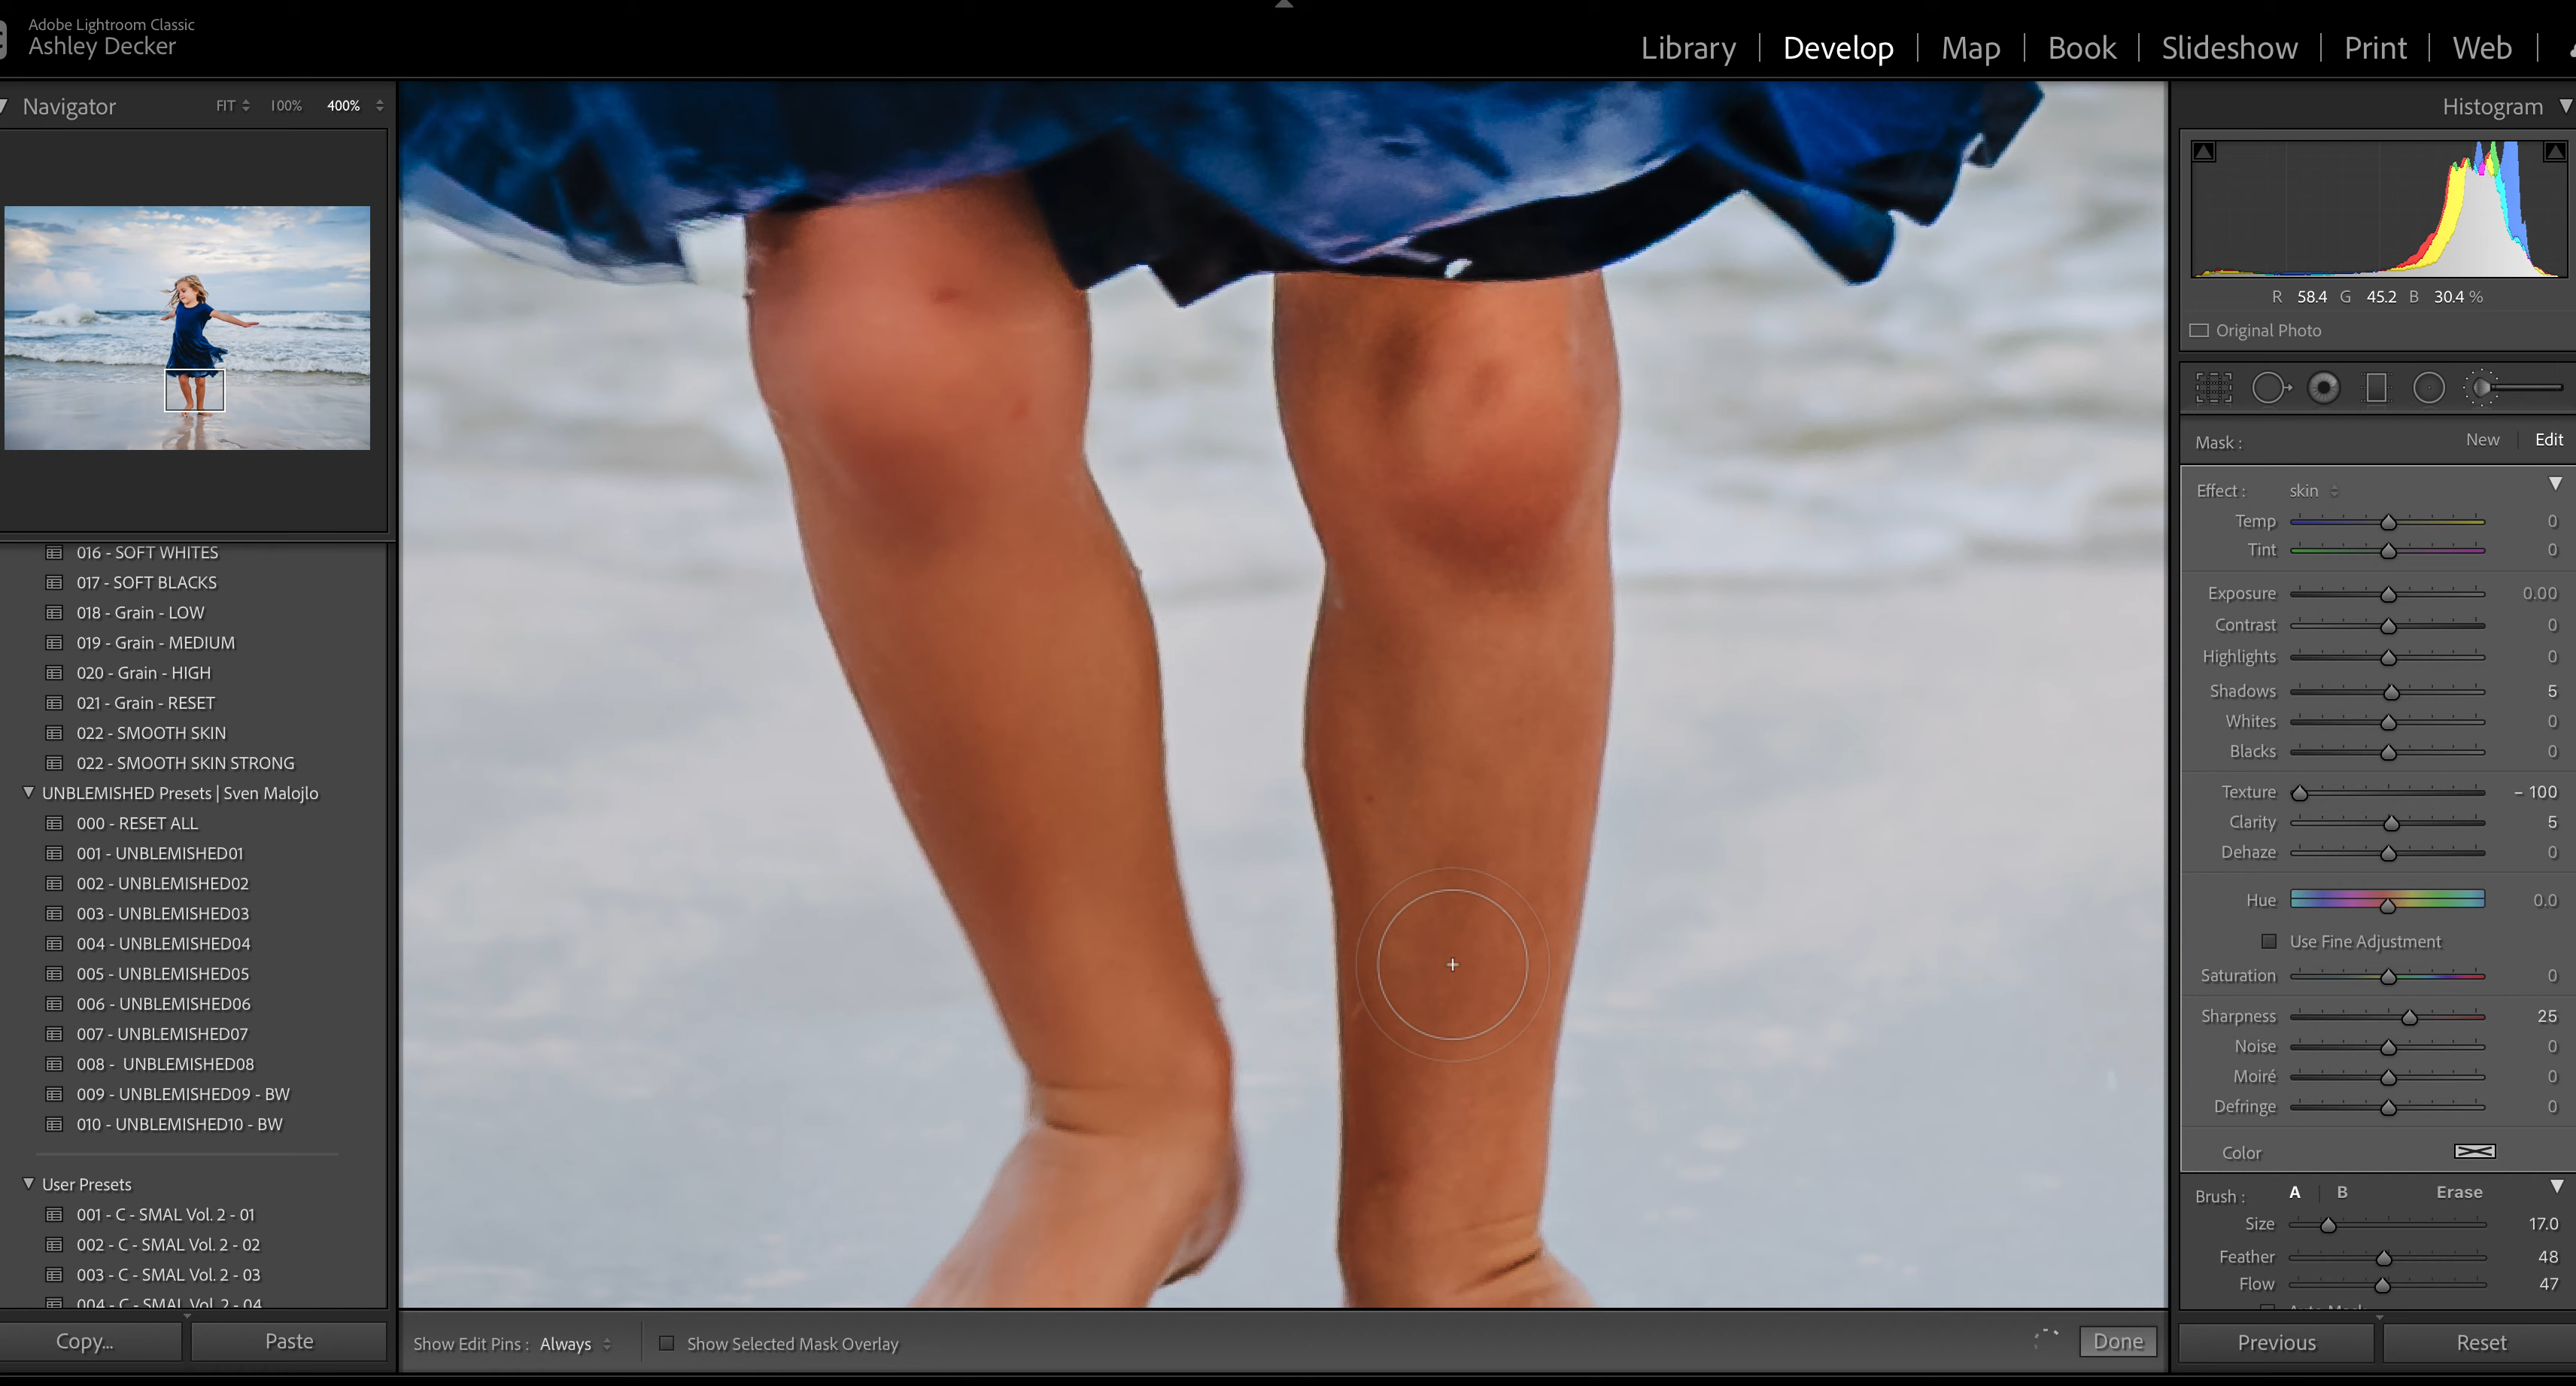 Adobe Lightroom Classic
Ashley Decker
Library | Develop | Map | Book | Slideshow | Print | Web |
Navigator FIT 100% 400%
016 - SOFT WHITES
017 - SOFT BLACKS
018 - Grain - LOW
019 - Grain - MEDIUM
020 - Grain - HIGH
021 - Grain - RESET
022 - SMOOTH SKIN
022 - SMOOTH SKIN STRONG
UNBLEMISHED Presets | Sven Malojlo
000 - RESET ALL
001 - UNBLEMISHED01
002 - UNBLEMISHED02
003 - UNBLEMISHED03
004 - UNBLEMISHED04
005 - UNBLEMISHED05
006 - UNBLEMISHED06
007 - UNBLEMISHED07
008 -  UNBLEMISHED08
009 - UNBLEMISHED09 - BW
010 - UNBLEMISHED10 - BW
User Presets
001 - C - SMAL Vol. 2 - 01
002 - C - SMAL Vol. 2 - 02
003 - C - SMAL Vol. 2 - 03
004 - C - SMAL Vol. 2 - 04
Copy... Paste
Show Edit Pins : Always Show Selected Mask Overlay Done
Histogram
R 58.4 G 45.2 B 30.4 %
Original Photo
Mask : New | Edit
Effect : skin
Temp 0
Tint 0
Exposure 0.00
Contrast 0
Highlights 0
Shadows 5
Whites 0
Blacks 0
Texture - 100
Clarity 5
Dehaze 0
Hue 0.0
Use Fine Adjustment
Saturation 0
Sharpness 25
Noise 0
Moiré 0
Defringe 0
Color
Brush : A | B Erase
Size 17.0
Feather 48
Flow 47
Auto Mask
Previous Reset